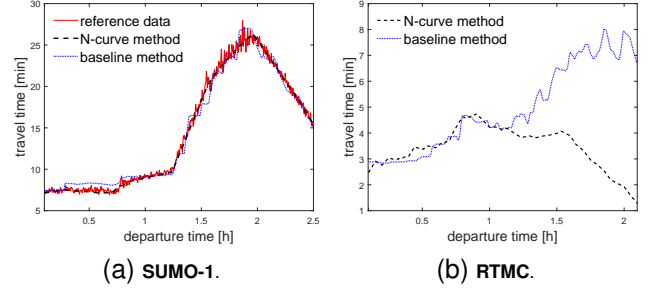 30
25
20
15
10
5
travel time [min]
reference data
N-curve method
baseline method
0.5
1
1.5
2
2.5
departure time [h]
(a) SUMO-1.
9
8
7
6
5
4
3
2
1
travel time [min]
N-curve method
baseline method
0.5
1
1.5
2
departure time [h]
(b) RTMC.